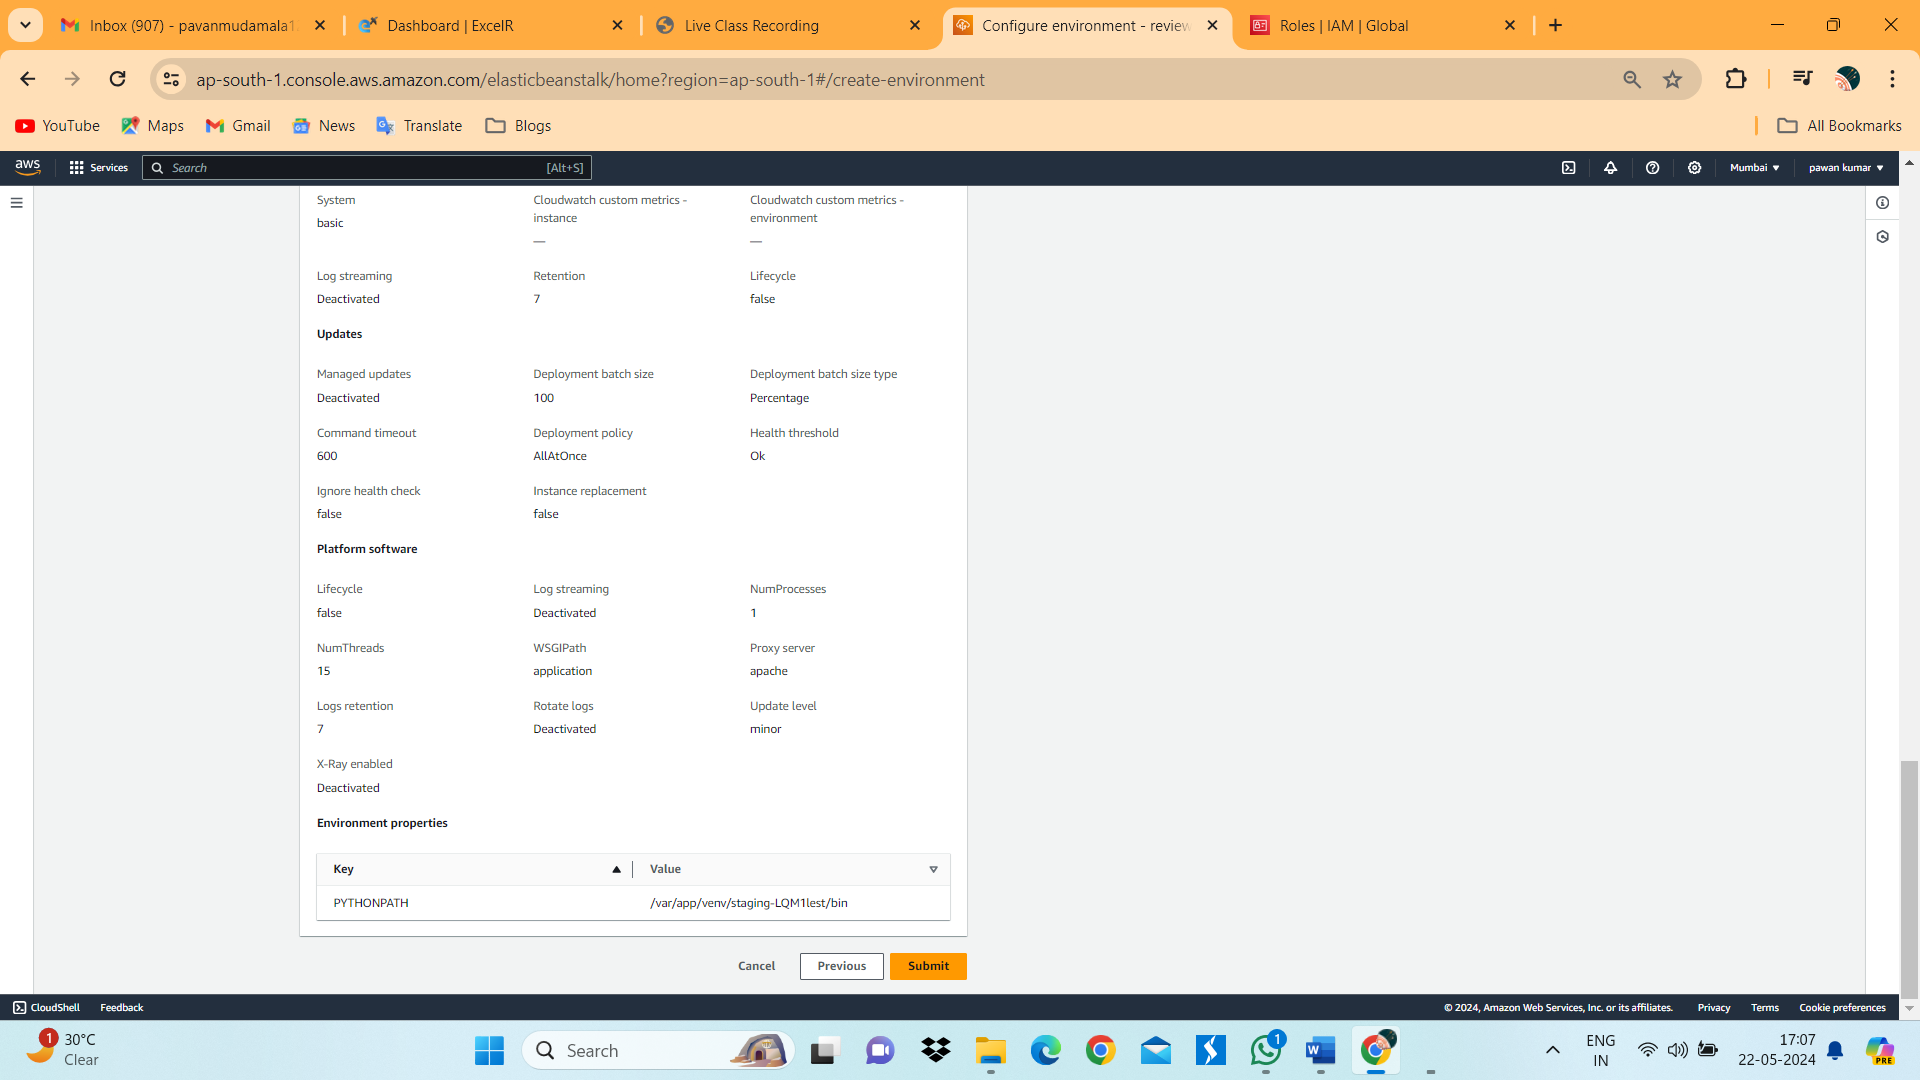 Inbox (907) - pavanmudamala1
Dashboard | ExcelR
Live Class Recording
Configure environment - review
Roles | IAM | Global
ap-south-1.console.aws.amazon.com/elasticbeanstalk/home?region=ap-south-1#/create-environment
YouTube
Maps
Gmail
News
Translate
Blogs
All Bookmarks
aws
Services
Search
[Alt+S]
Mumbai
pawan kumar
System
Cloudwatch custom metrics -
instance
Cloudwatch custom metrics -
environment
basic
—
—
Log streaming
Retention
Lifecycle
Deactivated
7
false
Updates
Managed updates
Deployment batch size
Deployment batch size type
Deactivated
100
Percentage
Command timeout
Deployment policy
Health threshold
600
AllAtOnce
Ok
Ignore health check
Instance replacement
false
false
Platform software
Lifecycle
Log streaming
NumProcesses
false
Deactivated
1
NumThreads
WSGIPath
Proxy server
15
application
apache
Logs retention
Rotate logs
Update level
7
Deactivated
minor
X-Ray enabled
Deactivated
Environment properties
Key
Value
PYTHONPATH
/var/app/venv/staging-LQM1lest/bin
Cancel
Previous
Submit
CloudShell
Feedback
© 2024, Amazon Web Services, Inc. or its affiliates.
Privacy
Terms
Cookie preferences
1
30°C
Clear
Search
1
W
ENG
IN
17:07
22-05-2024
PRE